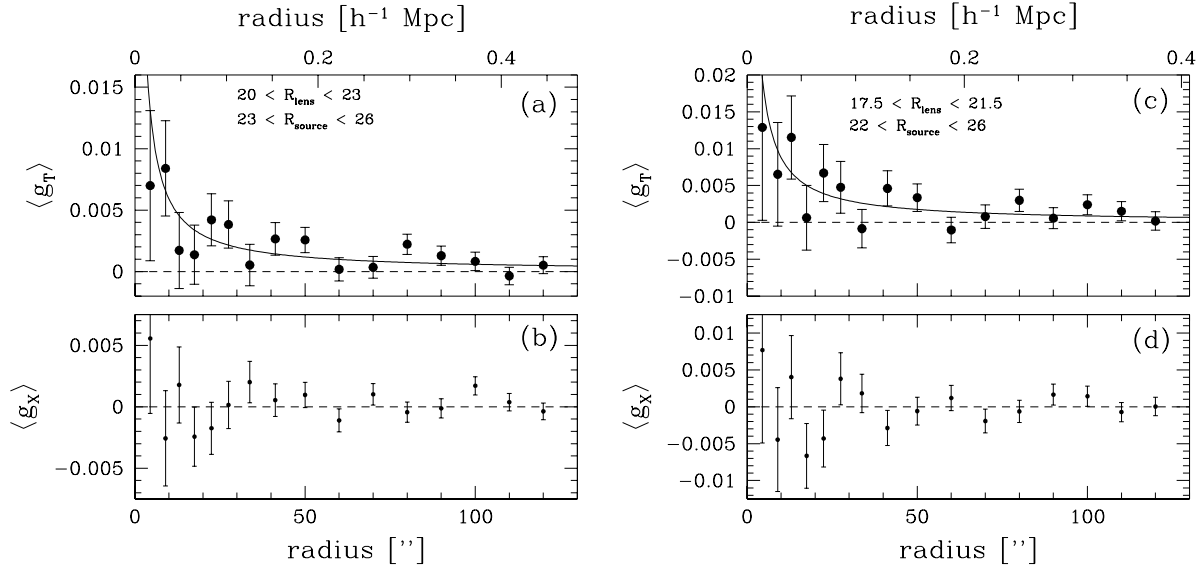 radius [h⁻¹ Mpc]
0 0.2 0.4
0.015
0.01
0.005
0
⟨g_T⟩
20 < R_lens < 23
23 < R_source < 26
(a)
0.005
0
−0.005
⟨g_X⟩
(b)
0 50 100
radius [’’]
radius [h⁻¹ Mpc]
0 0.2 0.4
0.02
0.015
0.01
0.005
0
−0.005
−0.01
⟨g_T⟩
17.5 < R_lens < 21.5
22 < R_source < 26
(c)
0.01
0.005
0
−0.005
−0.01
⟨g_X⟩
(d)
0 50 100
radius [’’]